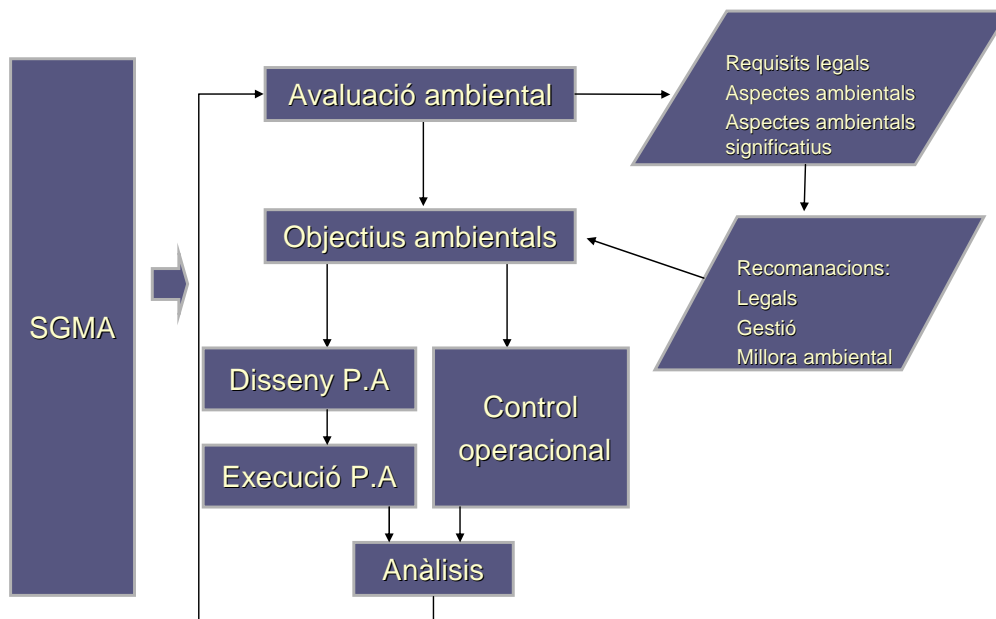 SGMA
Avaluació ambiental
Requisits legals
Aspectes ambientals
Aspectes ambientals
significatius
Objectius ambientals
Recomanacions:
Legals
Gestió
Millora ambiental
Disseny P.A
Control
operacional
Execució P.A
Anàlisis